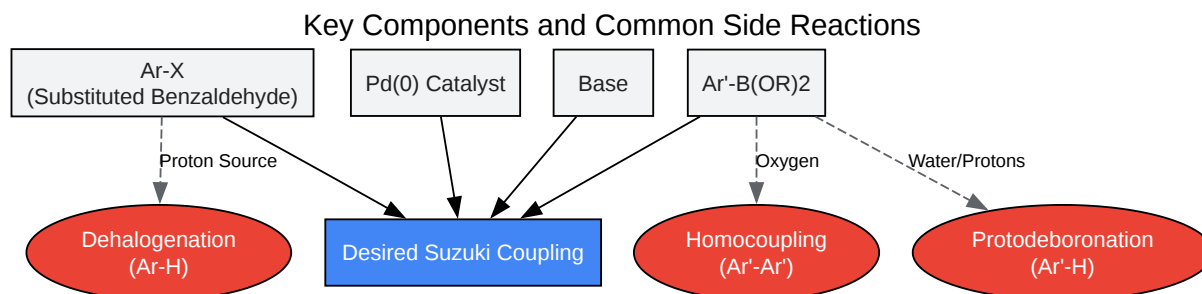 Key Components and Common Side Reactions
Ar-X
(Substituted Benzaldehyde)
Pd(0) Catalyst
Base
Ar'-B(OR)2
Proton Source
Oxygen
Water/Protons
Dehalogenation
(Ar-H)
Desired Suzuki Coupling
Homocoupling
(Ar'-Ar')
Protodeboronation
(Ar'-H)